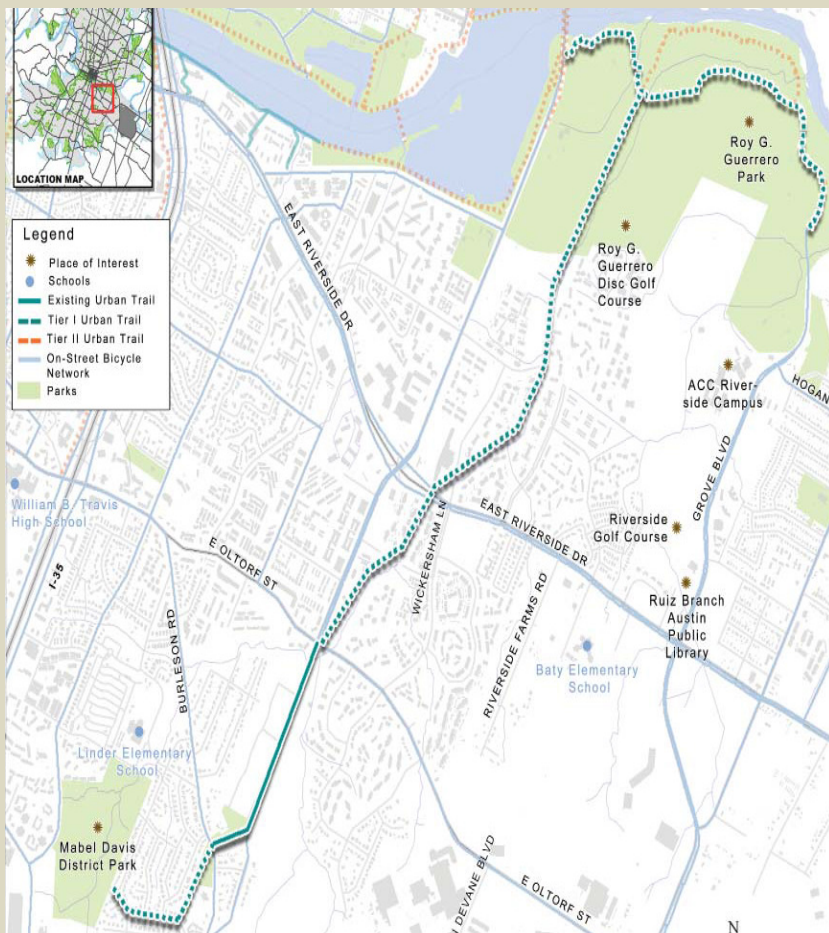 LOCATION MAP
Legend
Place of Interest
Schools
Existing Urban Trail
Tier I Urban Trail
Tier II Urban Trail
On-Street Bicycle
Network
Parks
Roy G.
Guerrero
Park
Roy G.
Guerrero
Disc Golf
Course
EAST RIVERSIDE DR
ACC River-
side Campus
HOGAN
GROVE BLVD
William B. Travis
High School
I-35
E OLTORF ST
WICKERSHAM LN
EAST RIVERSIDE DR
Riverside
Golf Course
Ruiz Branch
Austin
Public
Library
BURLESON RD
RIVERSIDE FARMS RD
Baty Elementary
School
Linder Elementary
School
Mabel Davis
District Park
DEVANE BLVD
E OLTORF ST
N